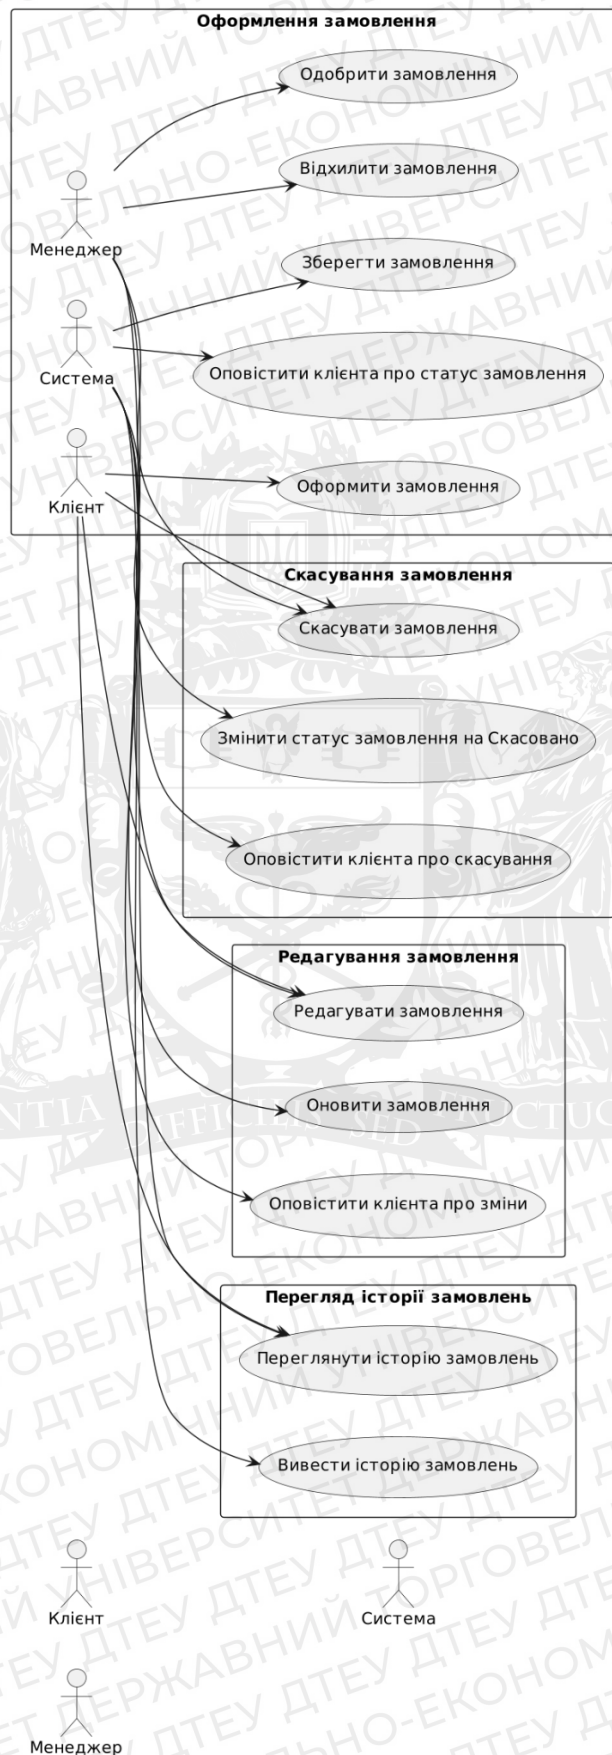 Оформлення замовлення
Одобрити замовлення
Відхилити замовлення
Менеджер
Зберегти замовлення
Система
Оповістити клієнта про статус замовлення
Клієнт
Оформити замовлення
Скасування замовлення
Скасувати замовлення
Змінити статус замовлення на Скасовано
Оповістити клієнта про скасування
Редагування замовлення
Редагувати замовлення
Оновити замовлення
Оповістити клієнта про зміни
Перегляд історії замовлень
Переглянути історію замовлень
Вивести історію замовлень
Клієнт
Система
Менеджер